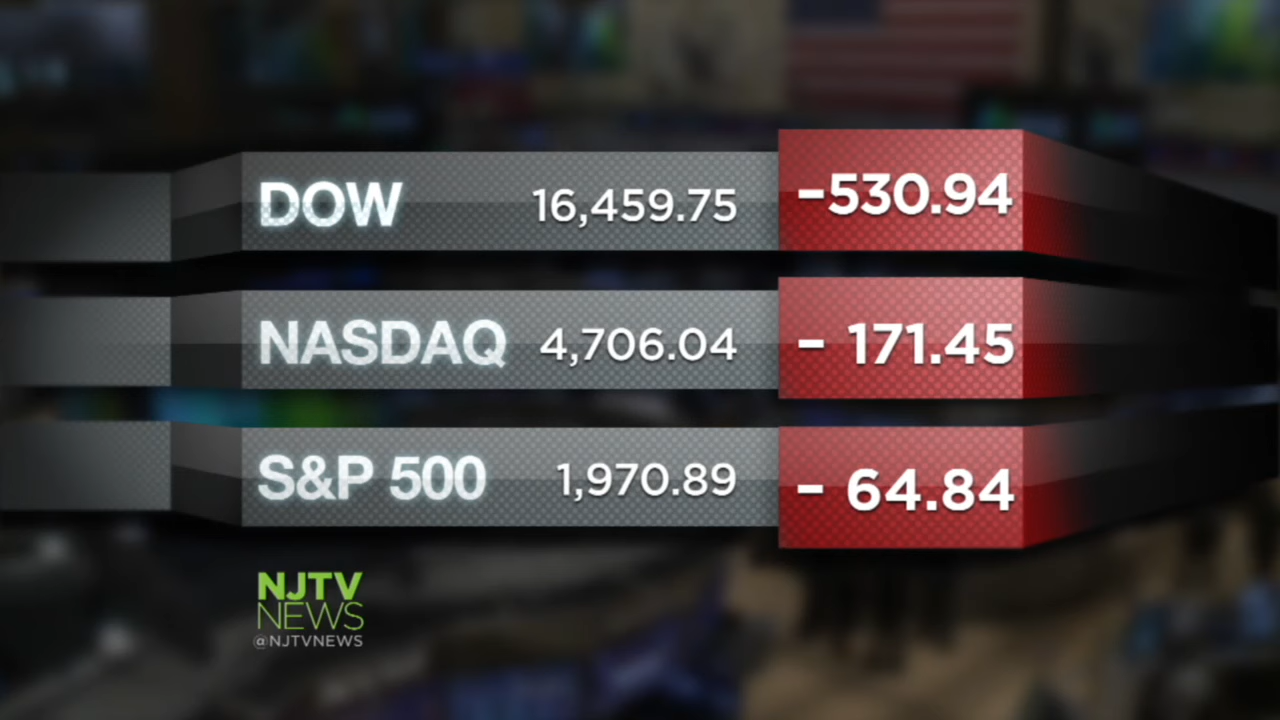 DOW 16,459.75 -530.94
NASDAQ 4,706.04 - 171.45
S&P 500 1,970.89 - 64.84
NJTV
NEWS
@NJTVNEWS